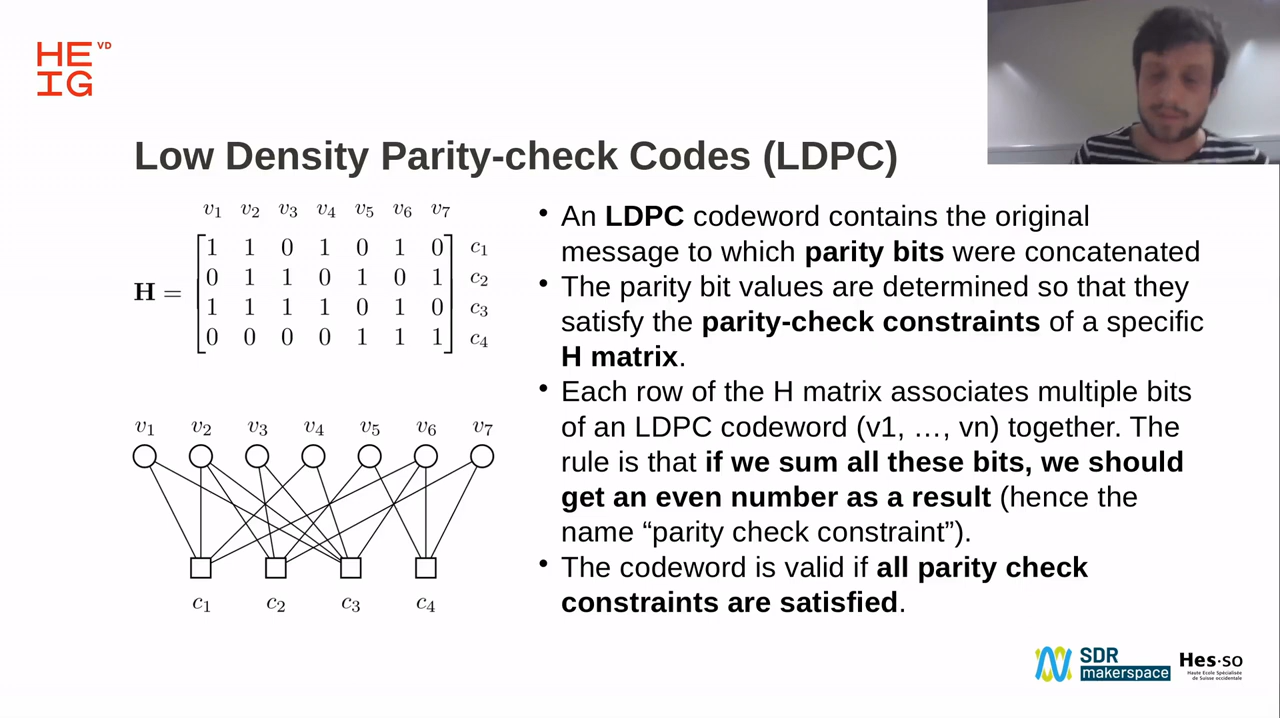 HE VD
IG
Low Density Parity-check Codes (LDPC)
v1 v2 v3 v4 v5 v6 v7
1 1 0 1 0 1 0 c1
0 1 1 0 1 0 1 c2
H =
1 1 1 1 0 1 0 c3
0 0 0 0 1 1 1 c4
v1 v2 v3 v4 v5 v6 v7
c1 c2 c3 c4
• An LDPC codeword contains the original
message to which parity bits were concatenated
• The parity bit values are determined so that they
satisfy the parity-check constraints of a specific
H matrix.
• Each row of the H matrix associates multiple bits
of an LDPC codeword (v1, …, vn) together. The
rule is that if we sum all these bits, we should
get an even number as a result (hence the
name “parity check constraint”).
• The codeword is valid if all parity check
constraints are satisfied.
SDR
makerspace
Hes·so
Haute Ecole Spécialisée
de Suisse occidentale